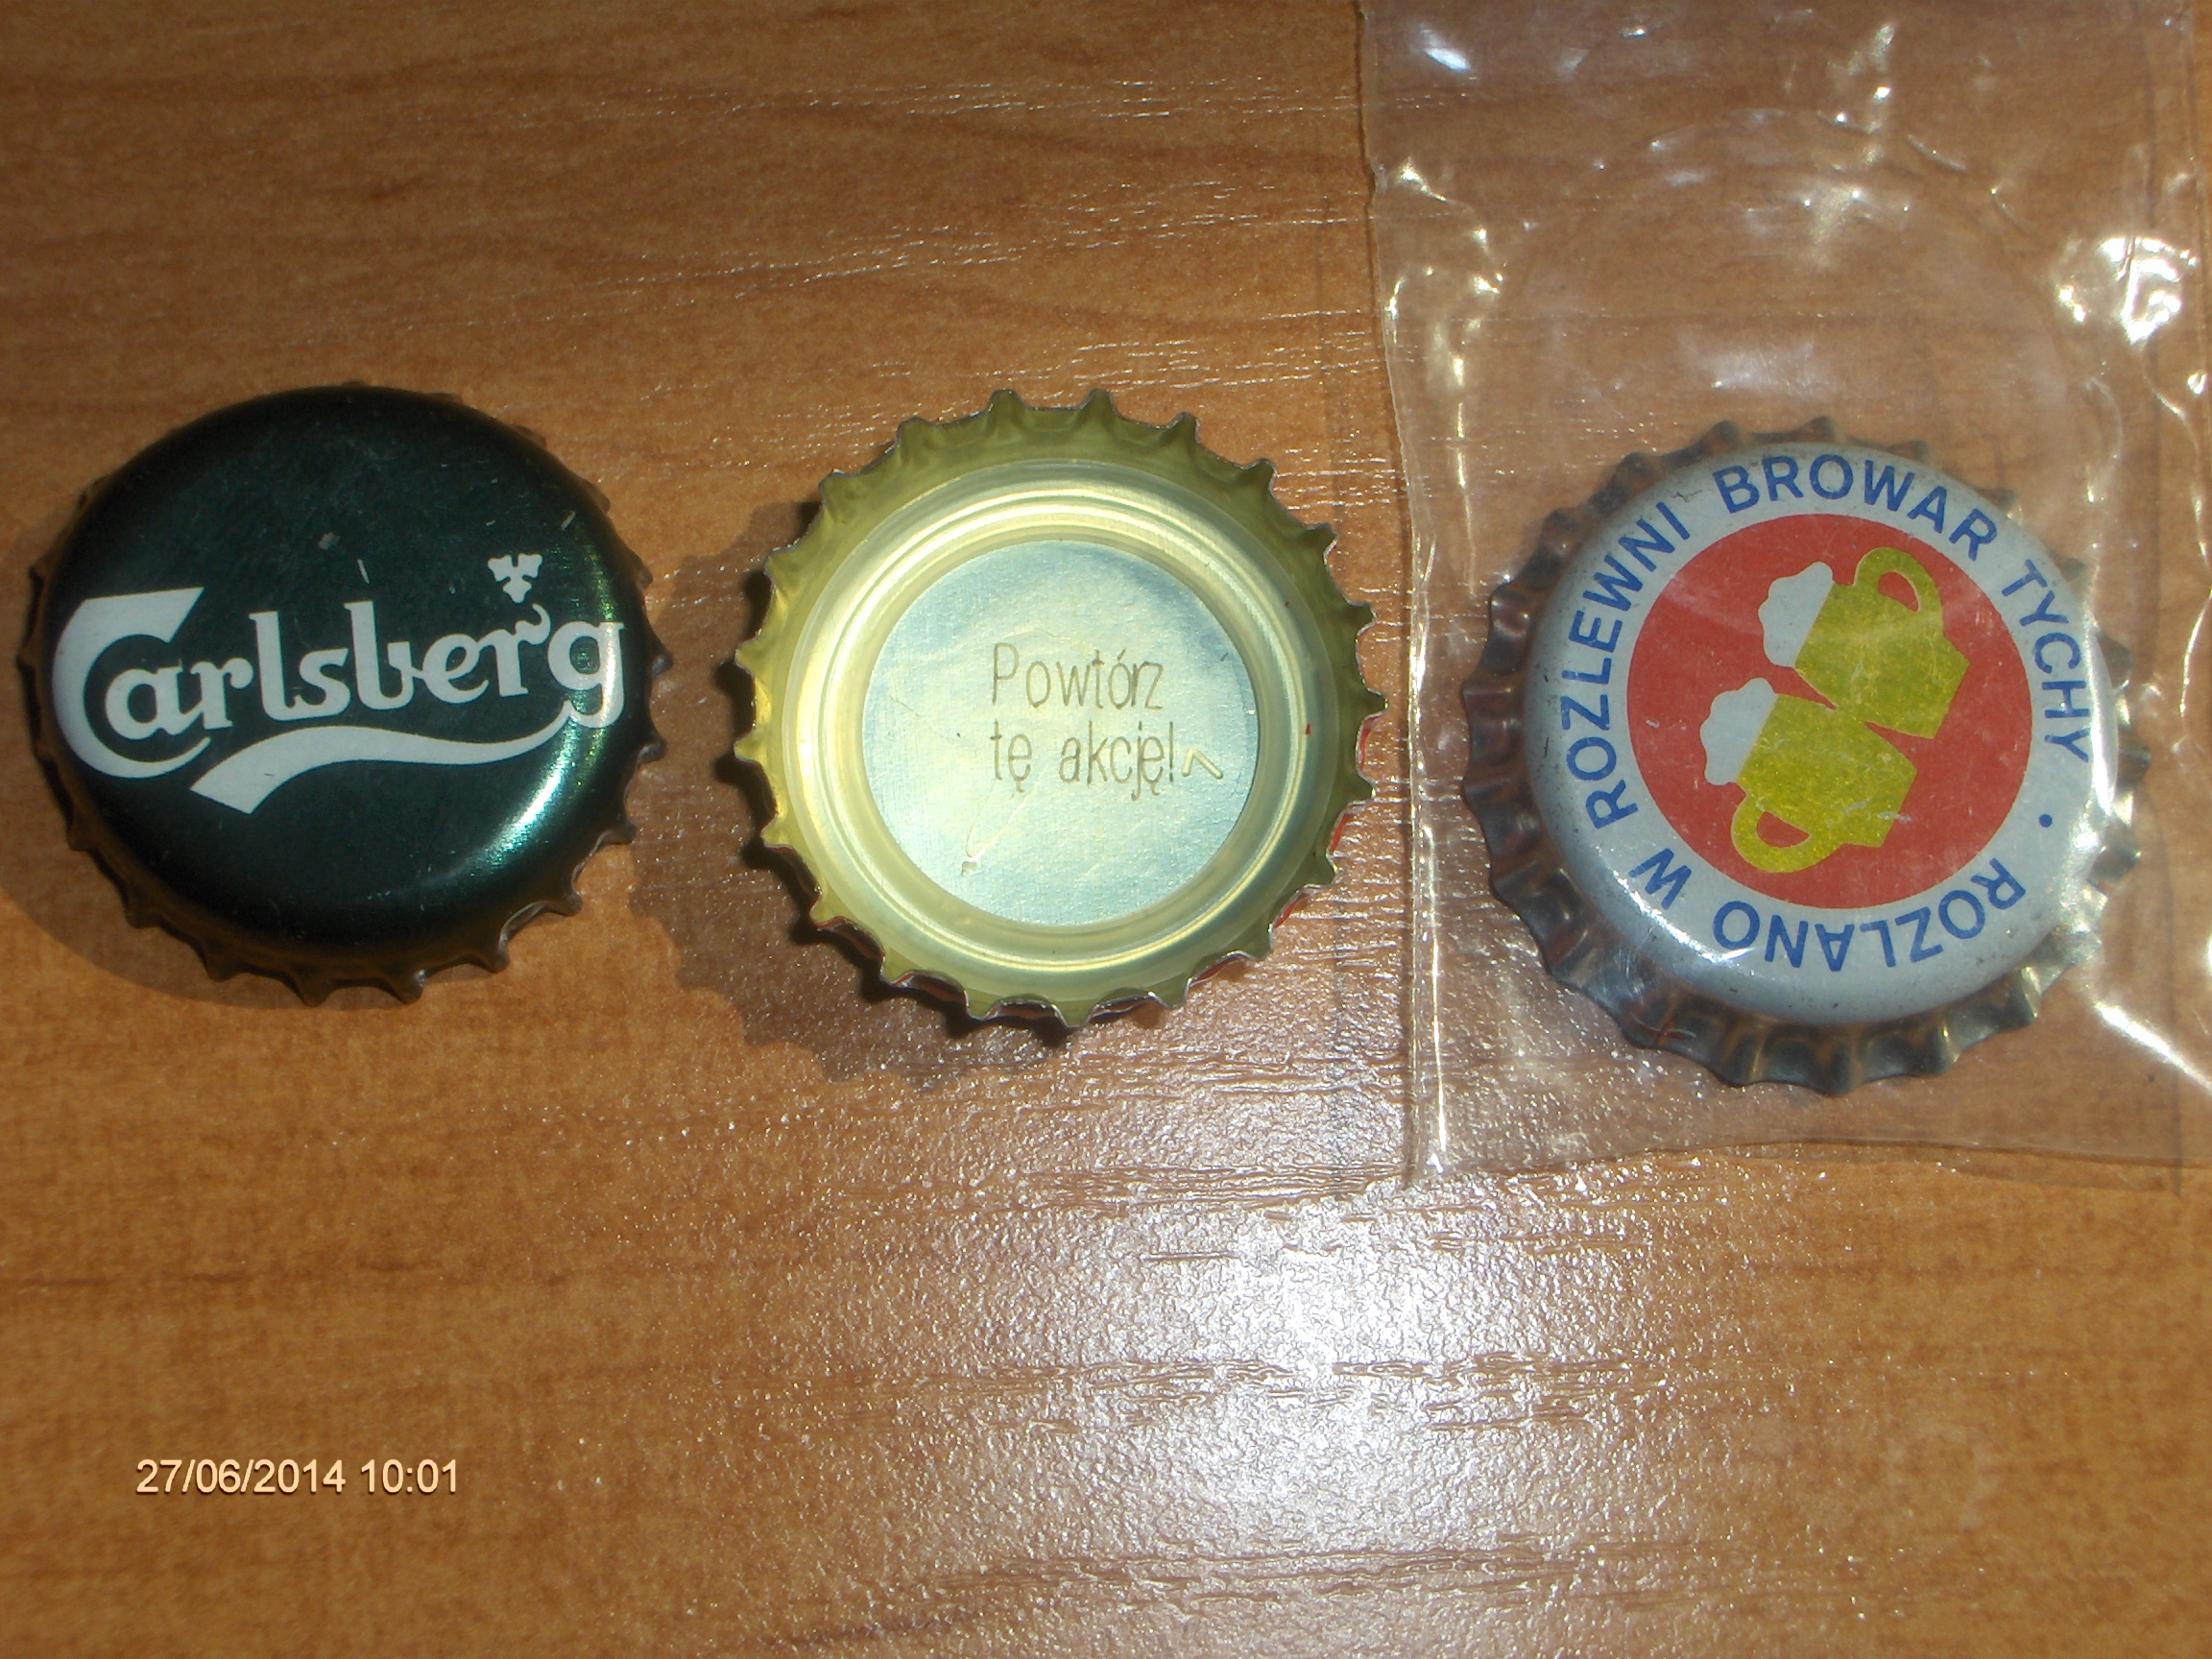 Carlsberg
Powtórz
tę akcję!
ROZLANO W ROZLEWNI BROWAR TYCHY •
27/06/2014 10:01